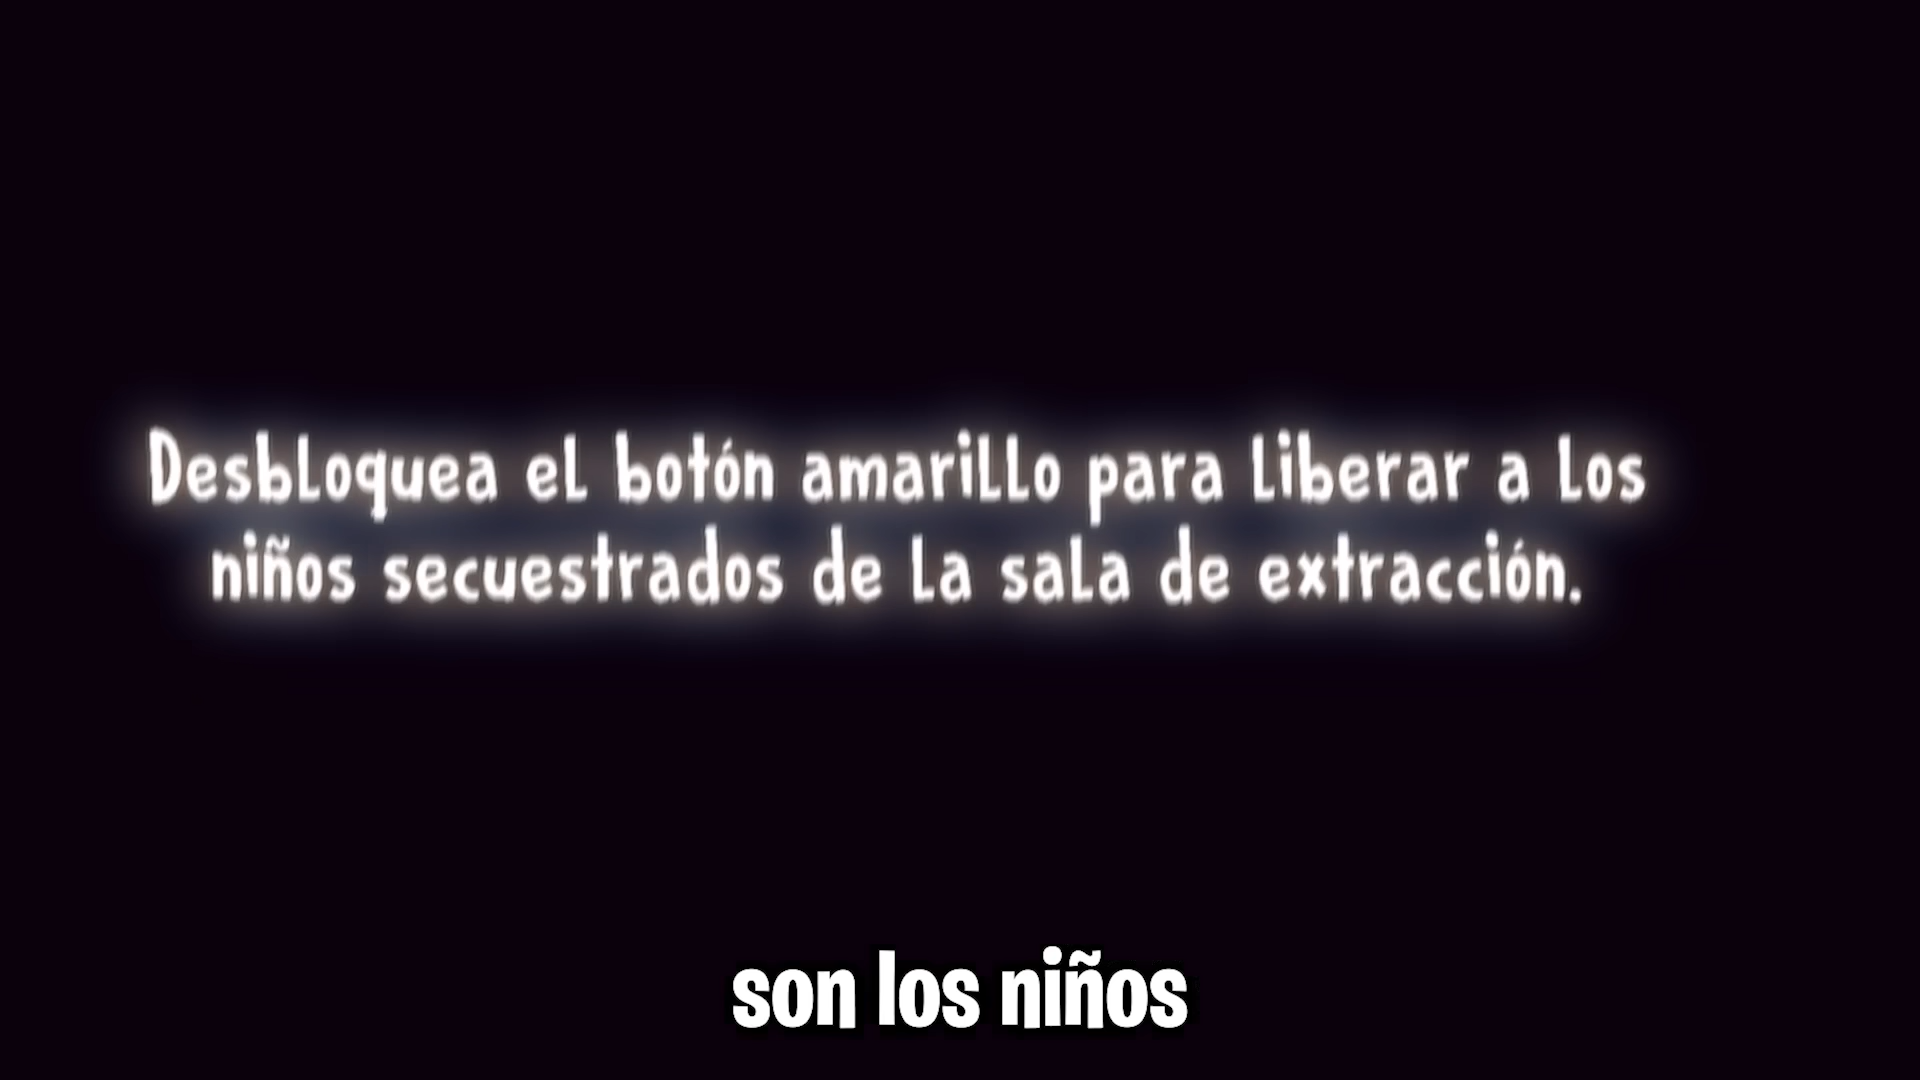 Desbloquea el botón amarillo para liberar a los
niños secuestrados de la sala de extracción.
son los niños